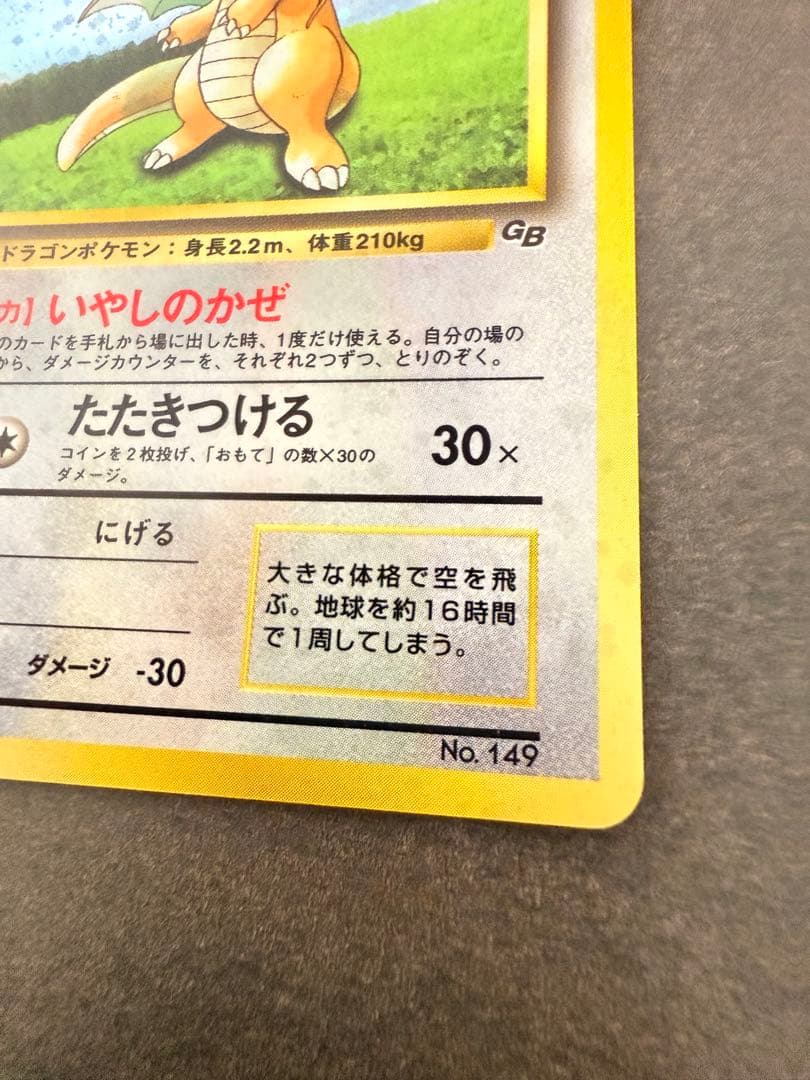 ドラゴンポケモン：身長2.2m、体重210kg
GB
力］いやしのかぜ
のカードを手札から場に出した時、1度だけ使える。自分の場の
から、ダメージカウンターを、それぞれ2つずつ、とりのぞく。
たたきつける
30×
コインを2枚投げ、「おもて」の数×30の
ダメージ。
にげる
大きな体格で空を飛
ぶ。地球を約16時間
で1周してしまう。
ダメージ -30
No. 149